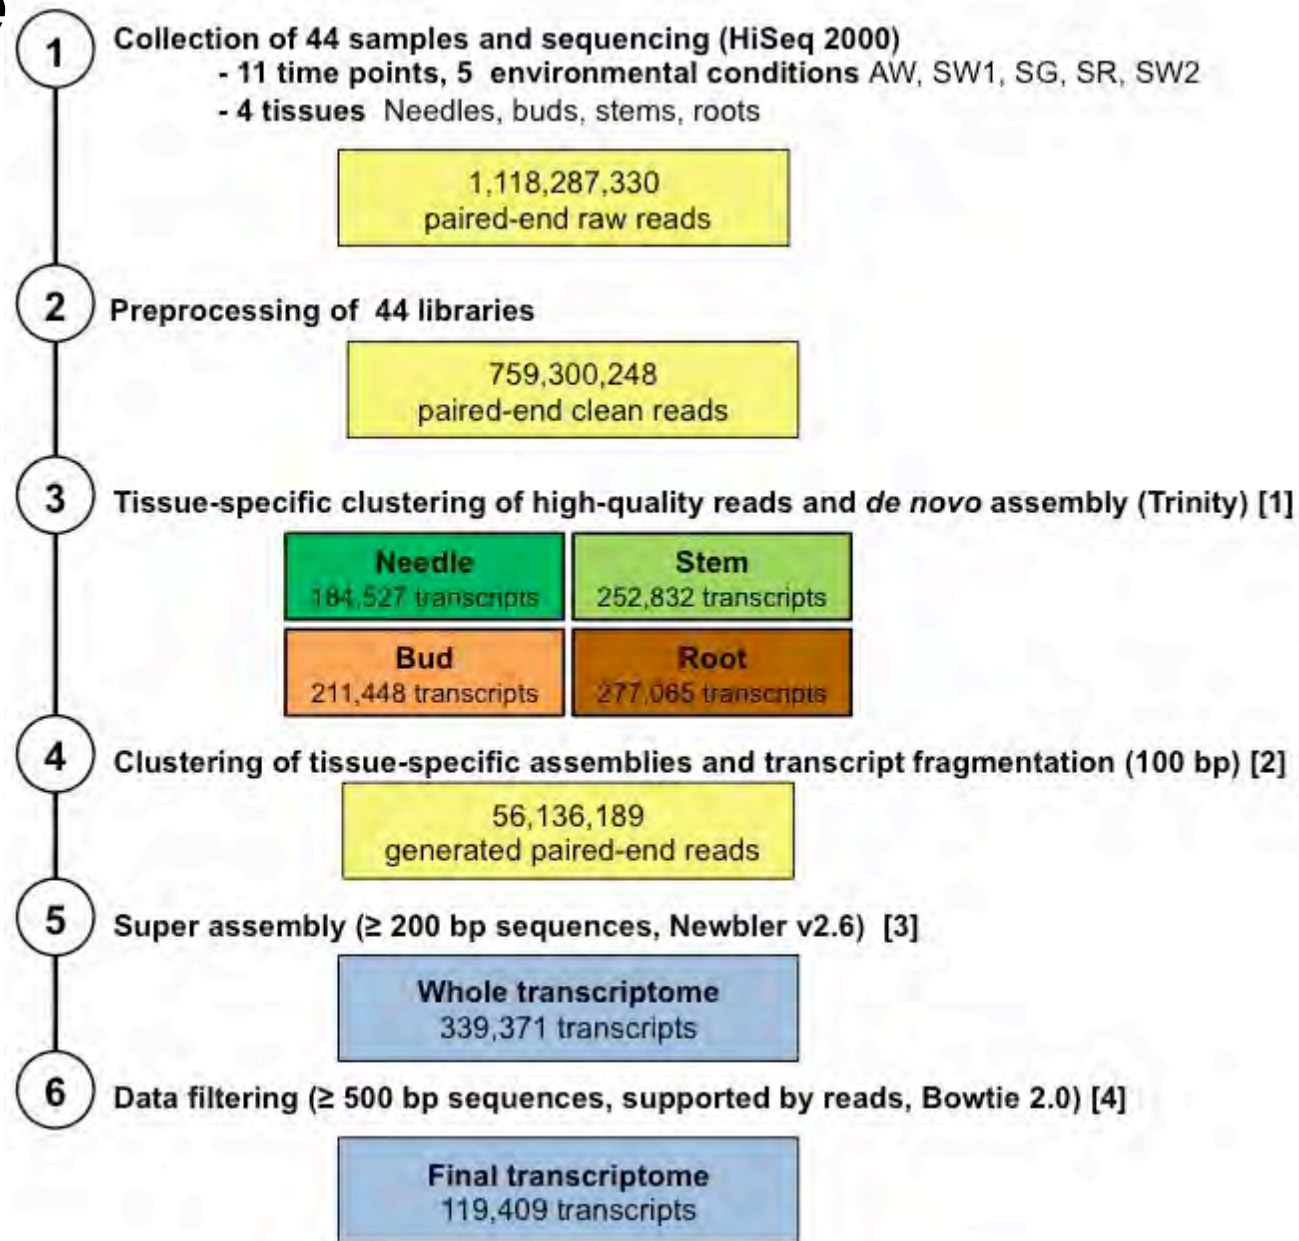 1
Collection of 44 samples and sequencing (HiSeq 2000)
- 11 time points, 5 environmental conditions AW, SW1, SG, SR, SW2
- 4 tissues Needles, buds, stems, roots
1,118,287,330
paired-end raw reads
2
Preprocessing of 44 libraries
759,300,248
paired-end clean reads
3
Tissue-specific clustering of high-quality reads and de novo assembly (Trinity) [1]
Needle
184,527 transcripts
Stem
252,832 transcripts
Bud
211,448 transcripts
Root
277,065 transcripts
4
Clustering of tissue-specific assemblies and transcript fragmentation (100 bp) [2]
56,136,189
generated paired-end reads
5
Super assembly (≥ 200 bp sequences, Newbler v2.6) [3]
Whole transcriptome
339,371 transcripts
6
Data filtering (≥ 500 bp sequences, supported by reads, Bowtie 2.0) [4]
Final transcriptome
119,409 transcripts